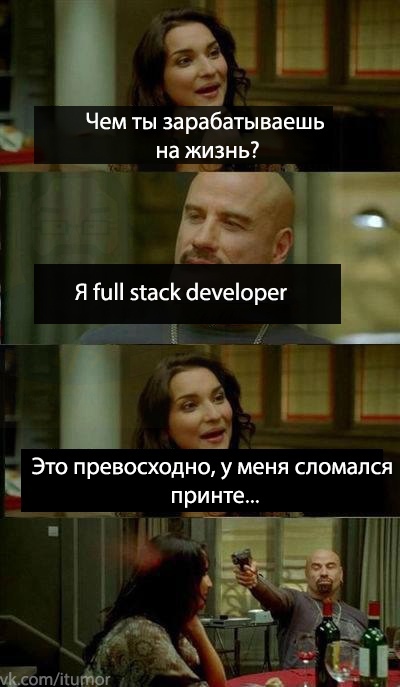 Чем ты зарабатываешь
на жизнь?
Я full stack developer
Это превосходно, у меня сломался
принте...
vk.com/itumor